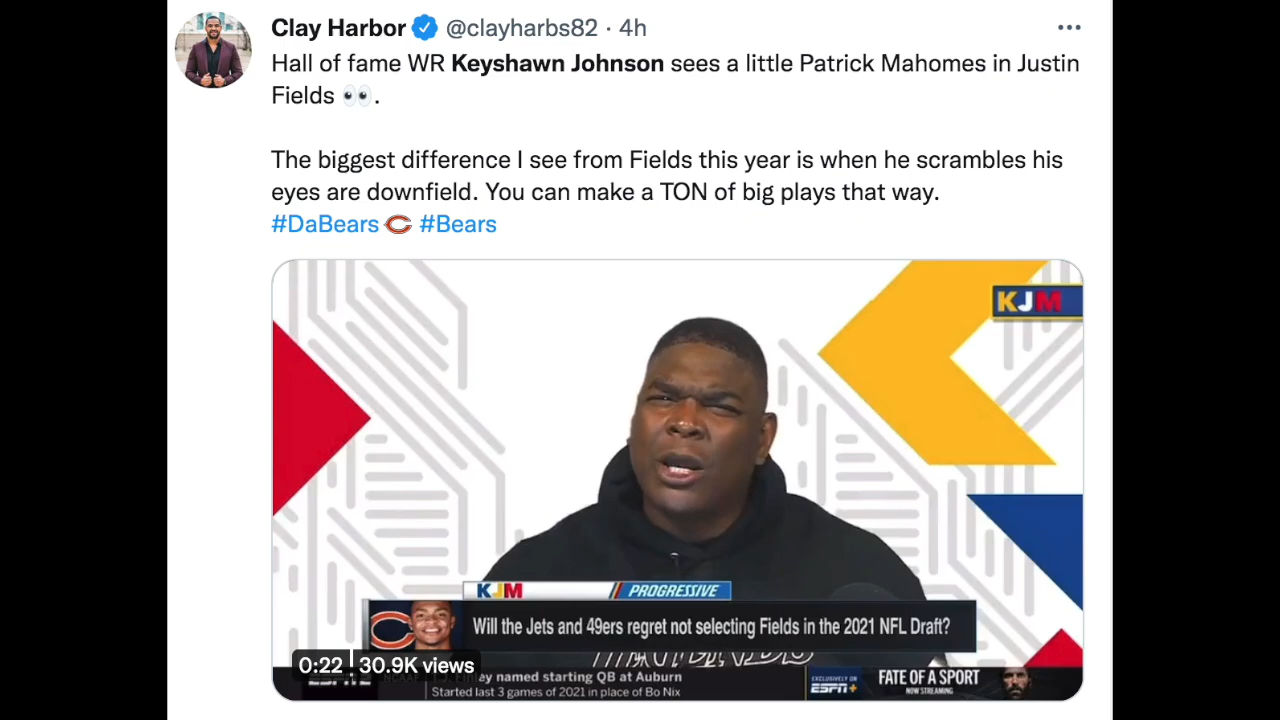 Clay Harbor @clayharbs82 · 4h
Hall of fame WR Keyshawn Johnson sees a little Patrick Mahomes in Justin
Fields 👀.
The biggest difference I see from Fields this year is when he scrambles his
eyes are downfield. You can make a TON of big plays that way.
#DaBears #Bears
KJM
KJM PROGRESSIVE
Will the Jets and 49ers regret not selecting Fields in the 2021 NFL Draft?
0:22 30.9K views
named starting QB at Auburn
Started last 3 games of 2021 in place of Bo Nix
EXCLUSIVELY ON
ESPN+
FATE OF A SPORT
NOW STREAMING